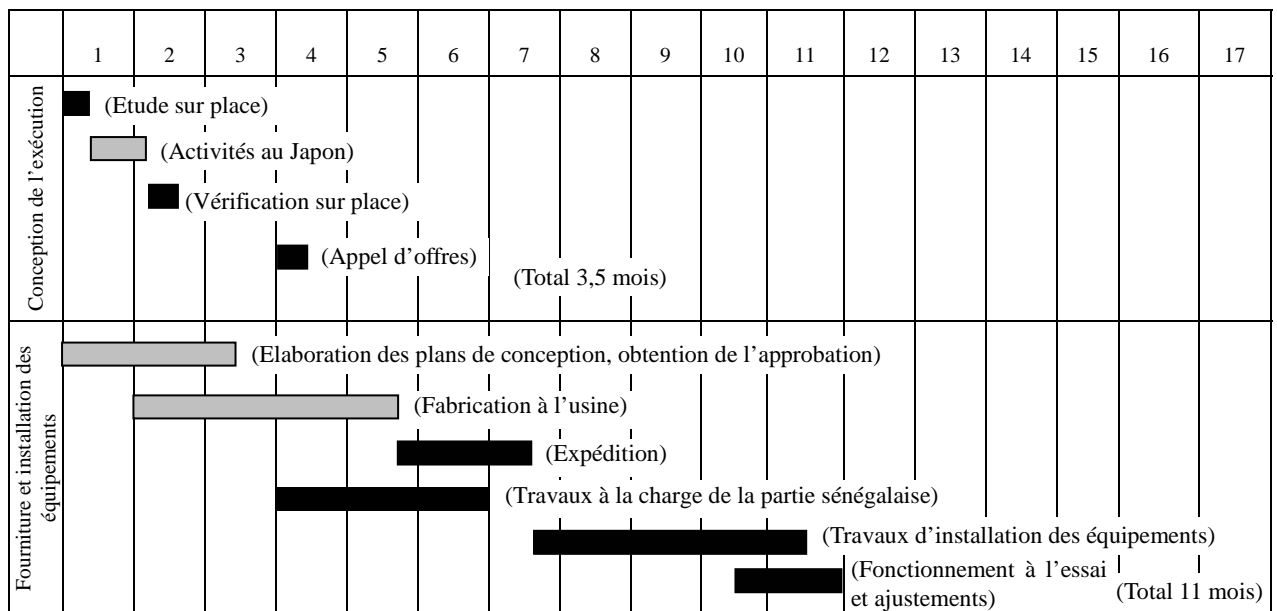 1 2 3 4 5 6 7 8 9 10 11 12 13 14 15 16 17
Conception de l’exécution
(Etude sur place)
(Activités au Japon)
(Vérification sur place)
(Appel d’offres)
(Total 3,5 mois)
Fourniture et installation des
équipements
(Elaboration des plans de conception, obtention de l’approbation)
(Fabrication à l’usine)
(Expédition)
(Travaux à la charge de la partie sénégalaise)
(Travaux d’installation des équipements)
(Fonctionnement à l’essai
et ajustements)
(Total 11 mois)